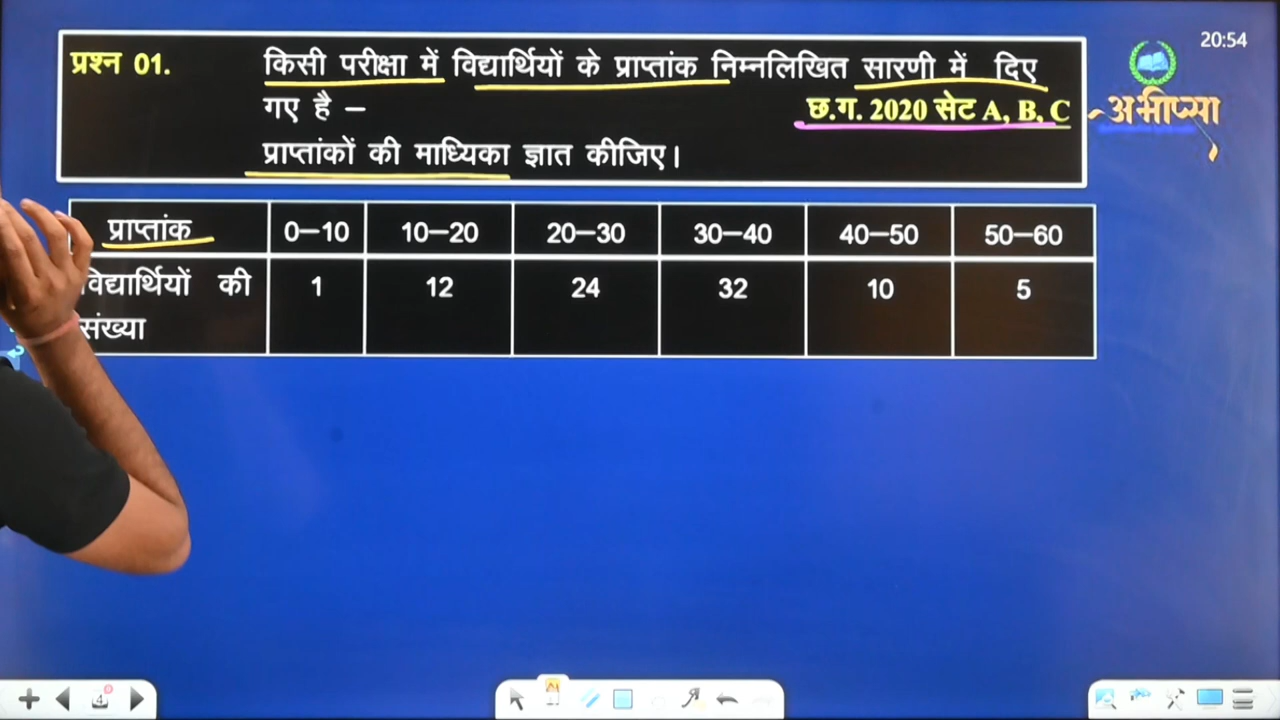 20:54
प्रश्न 01. किसी परीक्षा में विद्यार्थियों के प्राप्तांक निम्नलिखित सारणी में दिए
गए है – छ.ग. 2020 सेट A, B, C
अभीप्सा
प्राप्तांकों की माध्यिका ज्ञात कीजिए।
प्राप्तांक 0–10 10–20 20–30 30–40 40–50 50–60
विद्यार्थियों की 1 12 24 32 10 5
संख्या
4